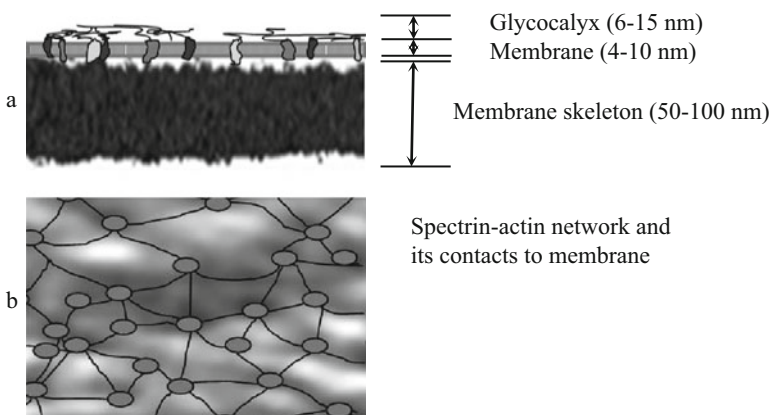 Glycocalyx (6-15 nm)
Membrane (4-10 nm)
a
Membrane skeleton (50-100 nm)
Spectrin-actin network and
its contacts to membrane
b